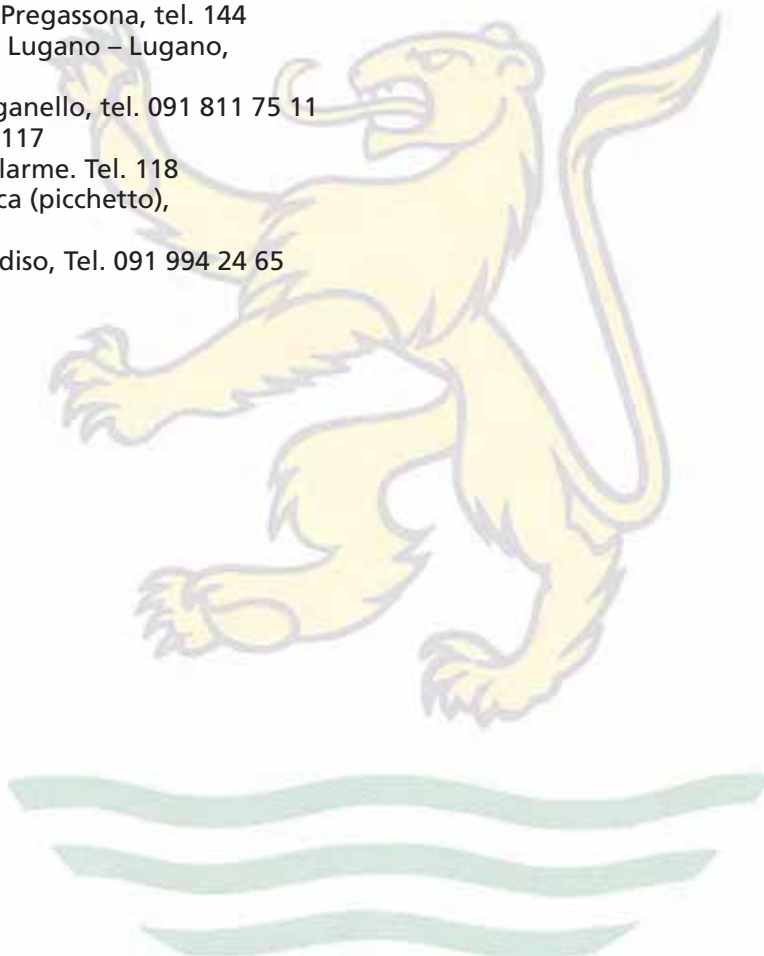 Pregassona, tel. 144
Lugano – Lugano,
ganello, tel. 091 811 75 11
117
larme. Tel. 118
ca (picchetto),
diso, Tel. 091 994 24 65